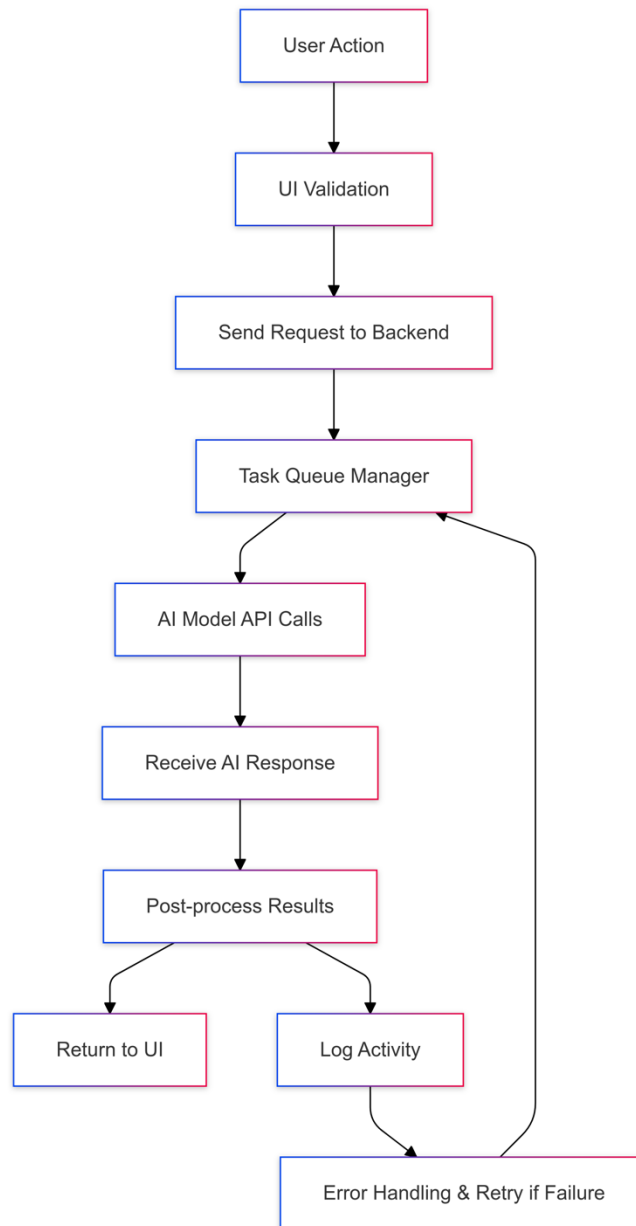 User Action
UI Validation
Send Request to Backend
Task Queue Manager
AI Model API Calls
Receive AI Response
Post-process Results
Return to UI
Log Activity
Error Handling & Retry if Failure